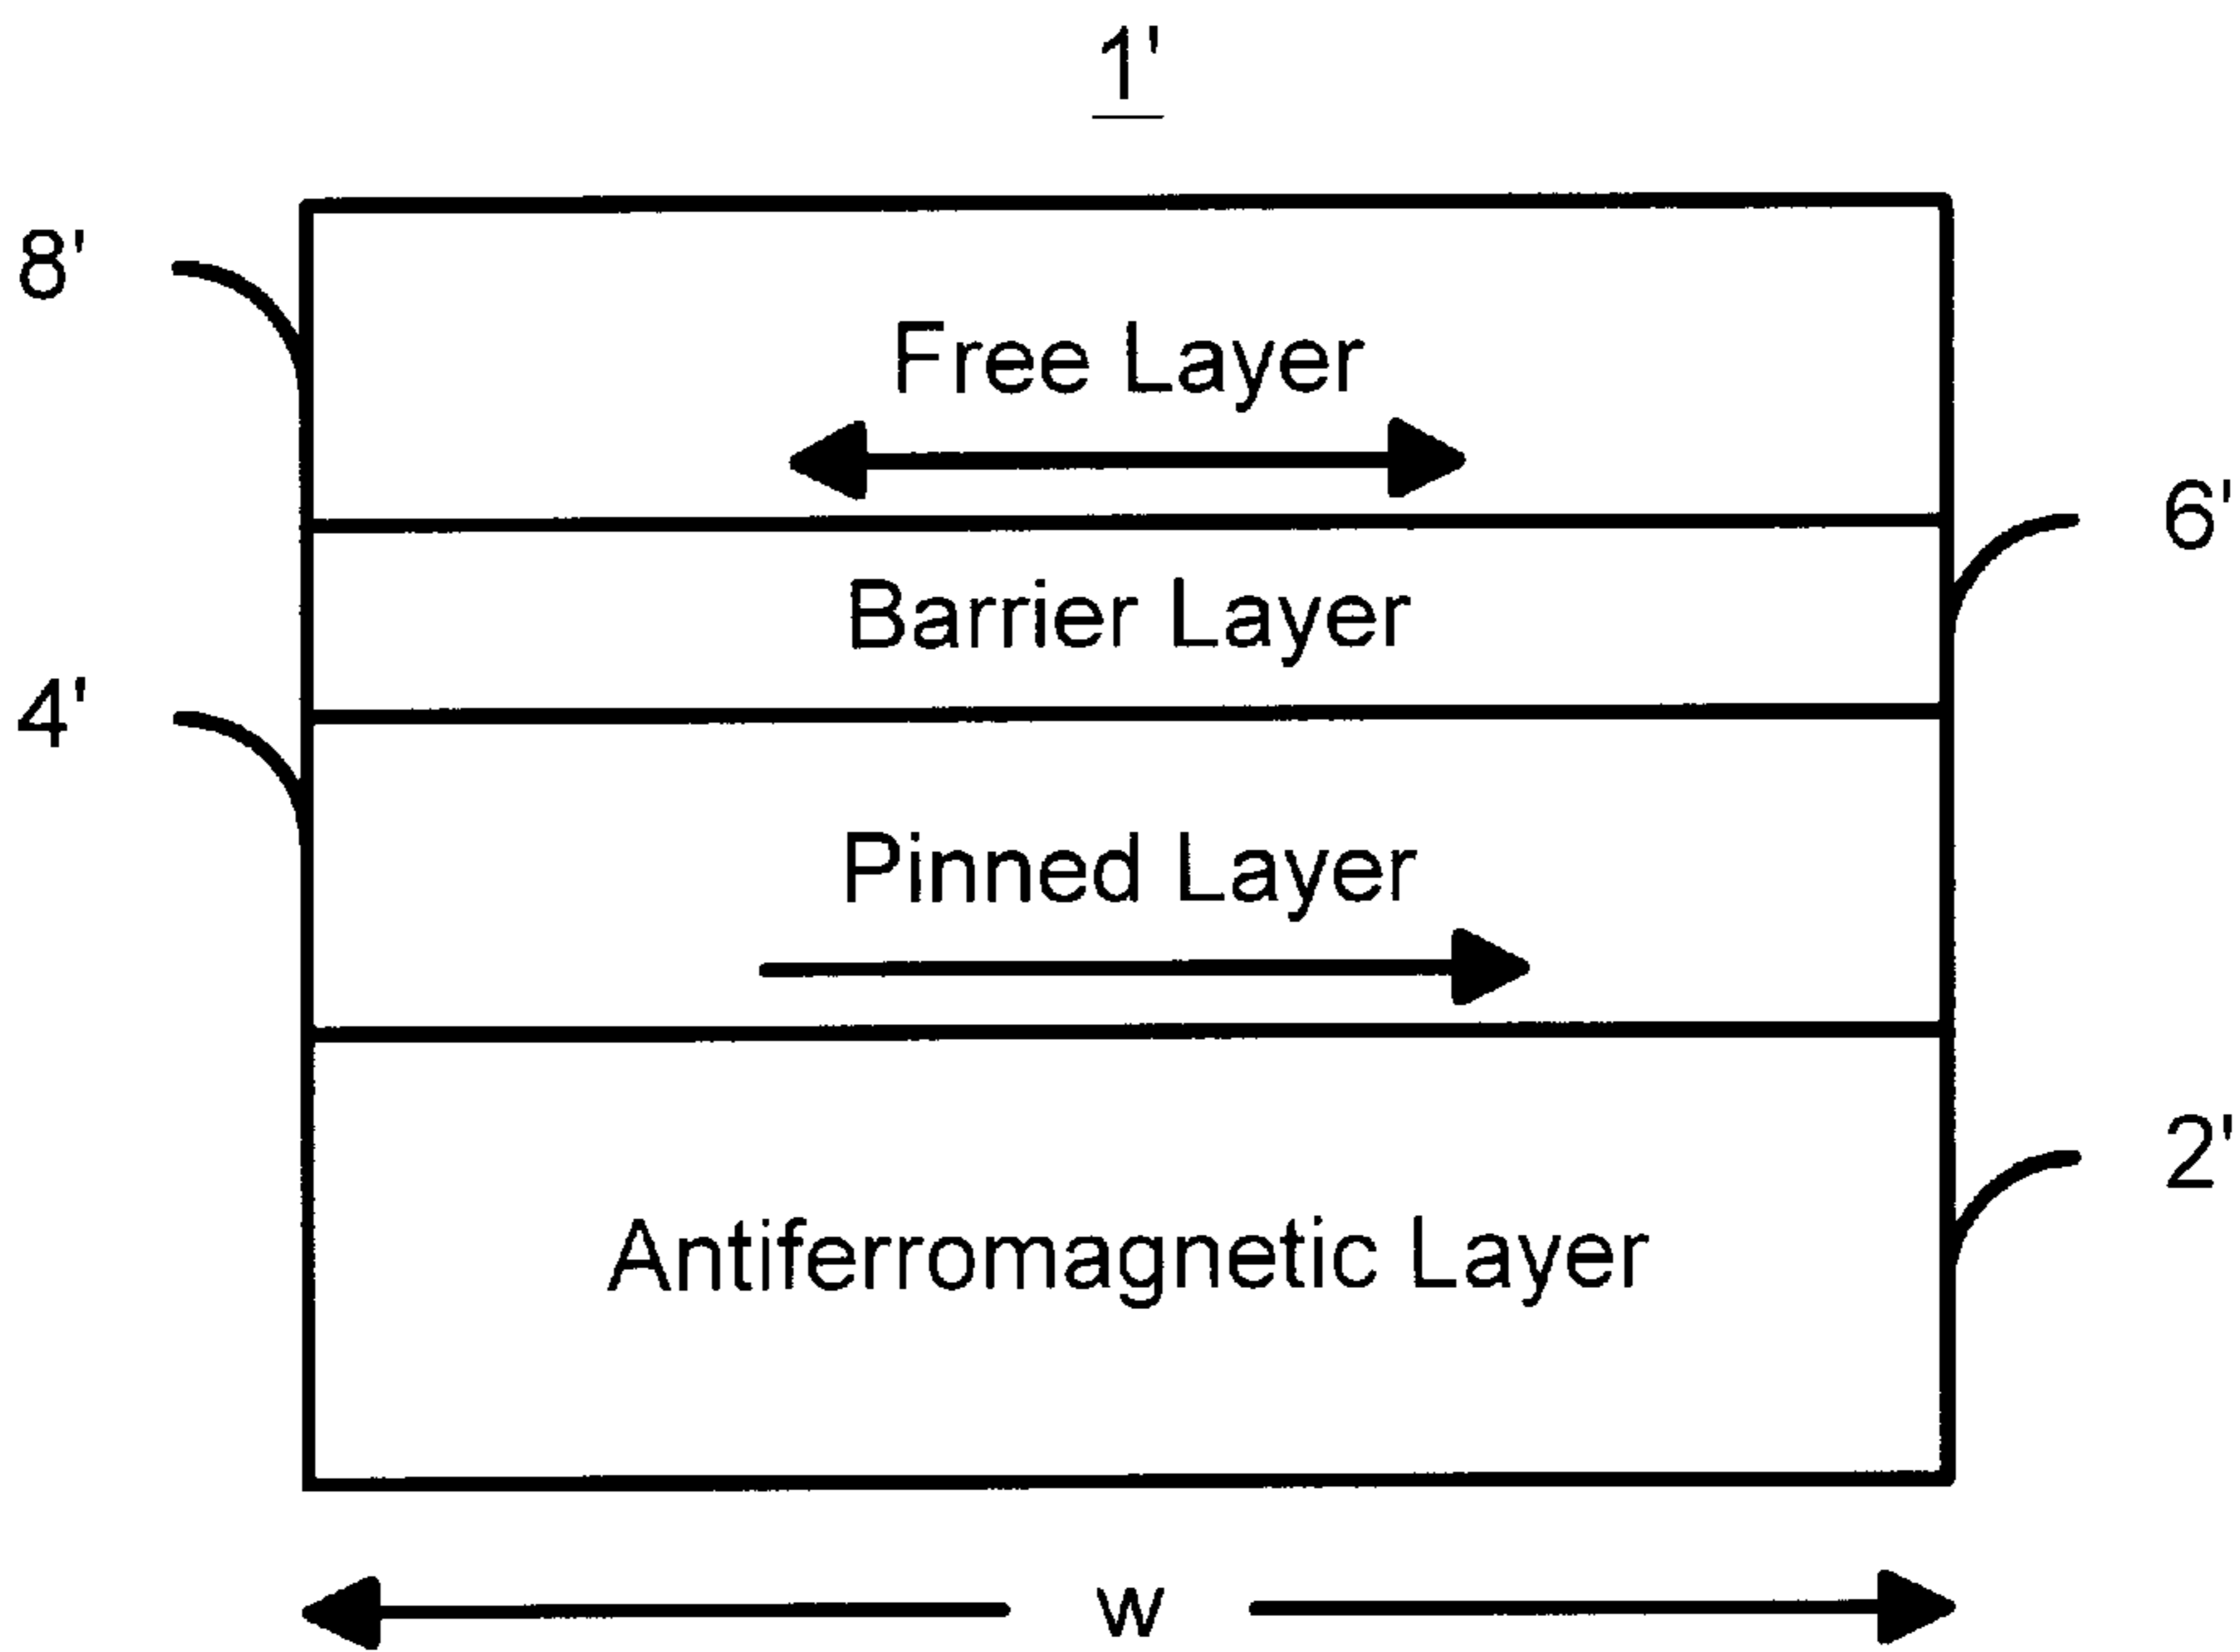 1'
8'
Free Layer
6'
Barrier Layer
4'
Pinned Layer
2'
Antiferromagnetic Layer
w